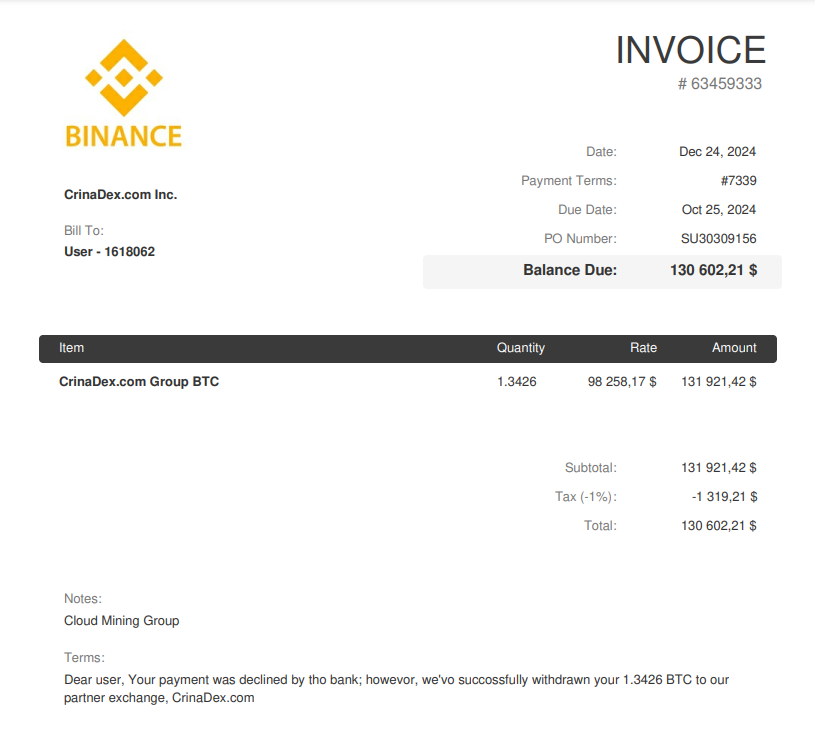 INVOICE
# 63459333
BINANCE
Date: Dec 24, 2024
Payment Terms: #7339
Due Date: Oct 25, 2024
PO Number: SU30309156
Balance Due: 130 602,21 $
CrinaDex.com Inc.
Bill To:
User - 1618062
Item Quantity Rate Amount
CrinaDex.com Group BTC 1.3426 98 258,17 $ 131 921,42 $
Subtotal: 131 921,42 $
Tax (-1%): -1 319,21 $
Total: 130 602,21 $
Notes:
Cloud Mining Group
Terms:
Dear user, Your payment was declined by tho bank; howevor, we'vo succossfully withdrawn your 1.3426 BTC to our
partner exchange, CrinaDex.com